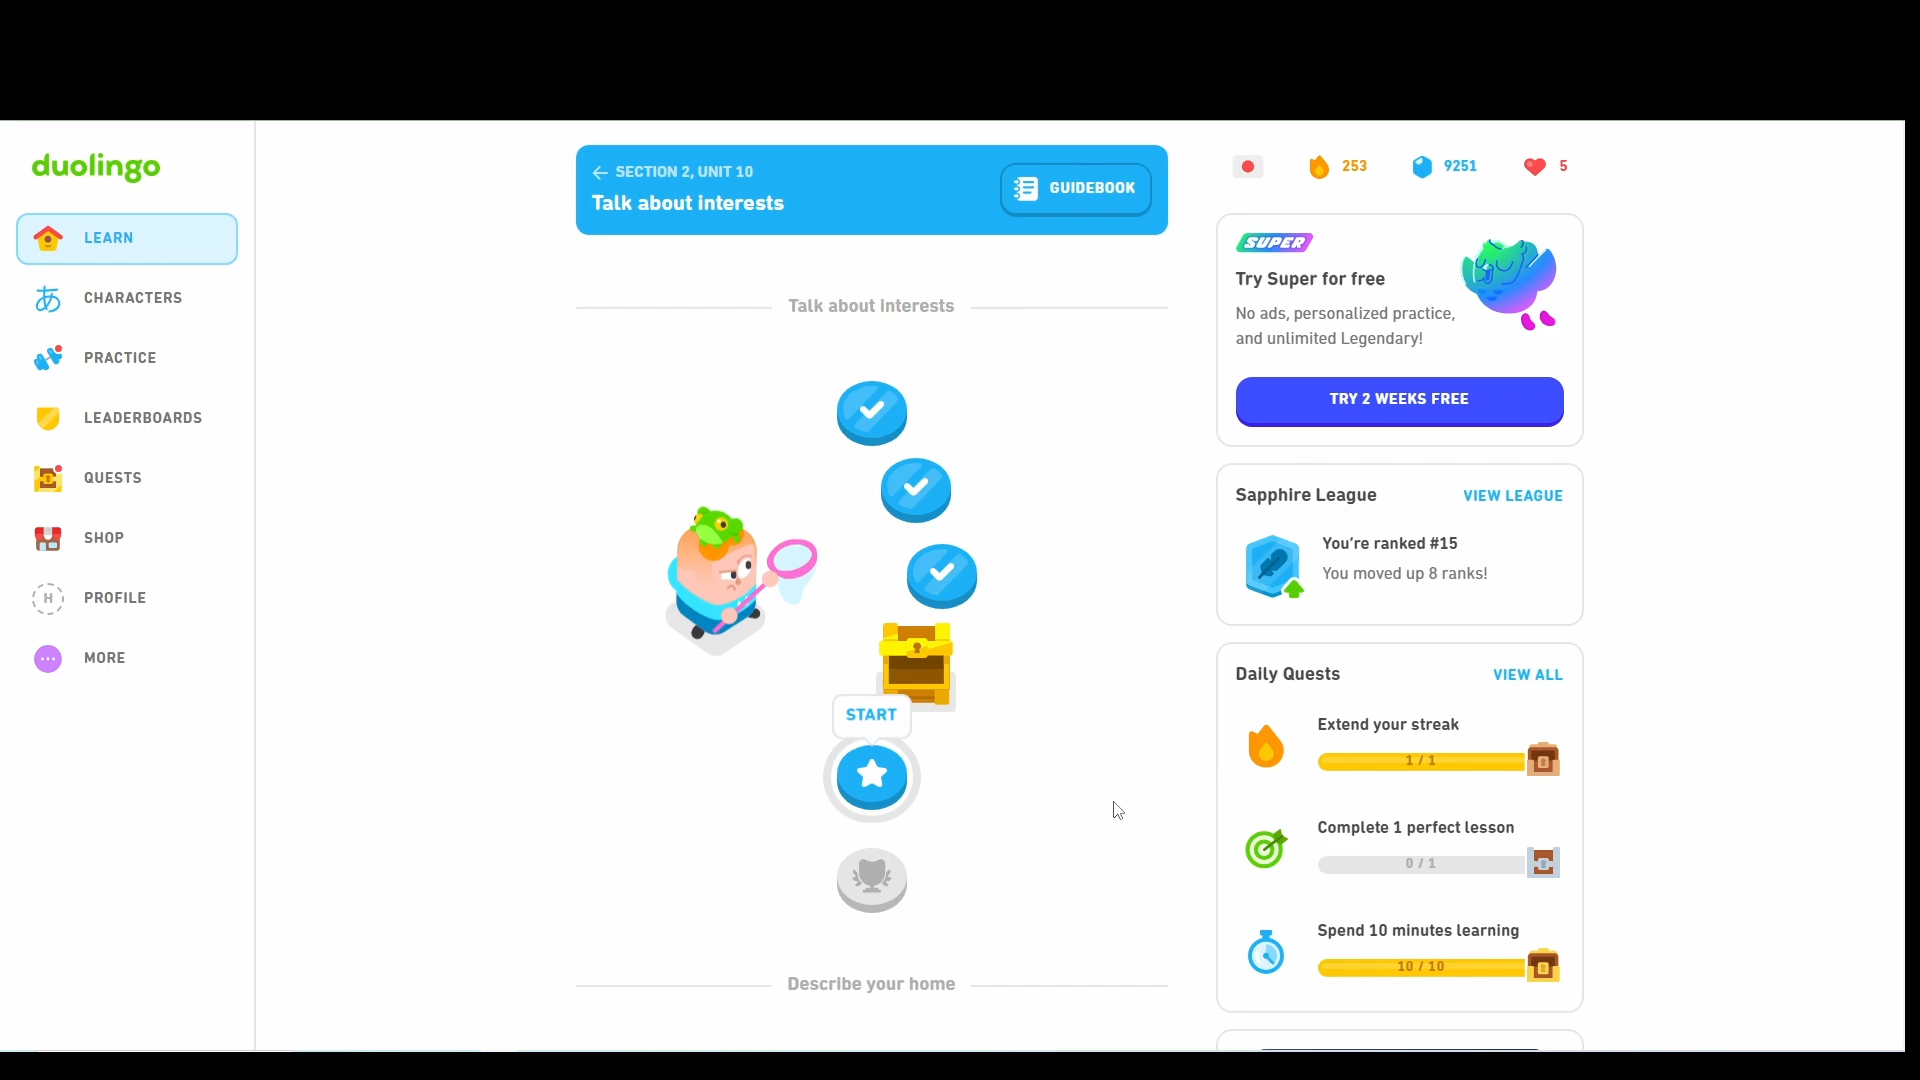 duolingo
LEARN
あ CHARACTERS
PRACTICE
LEADERBOARDS
QUESTS
SHOP
H PROFILE
MORE
SECTION 2, UNIT 10
Talk about interests
GUIDEBOOK
Talk about interests
START
Describe your home
253 9251 5
SUPER
Try Super for free
No ads, personalized practice,
and unlimited Legendary!
TRY 2 WEEKS FREE
Sapphire League VIEW LEAGUE
You're ranked #15
You moved up 8 ranks!
Daily Quests VIEW ALL
Extend your streak
1 / 1
Complete 1 perfect lesson
0 / 1
Spend 10 minutes learning
10 / 10